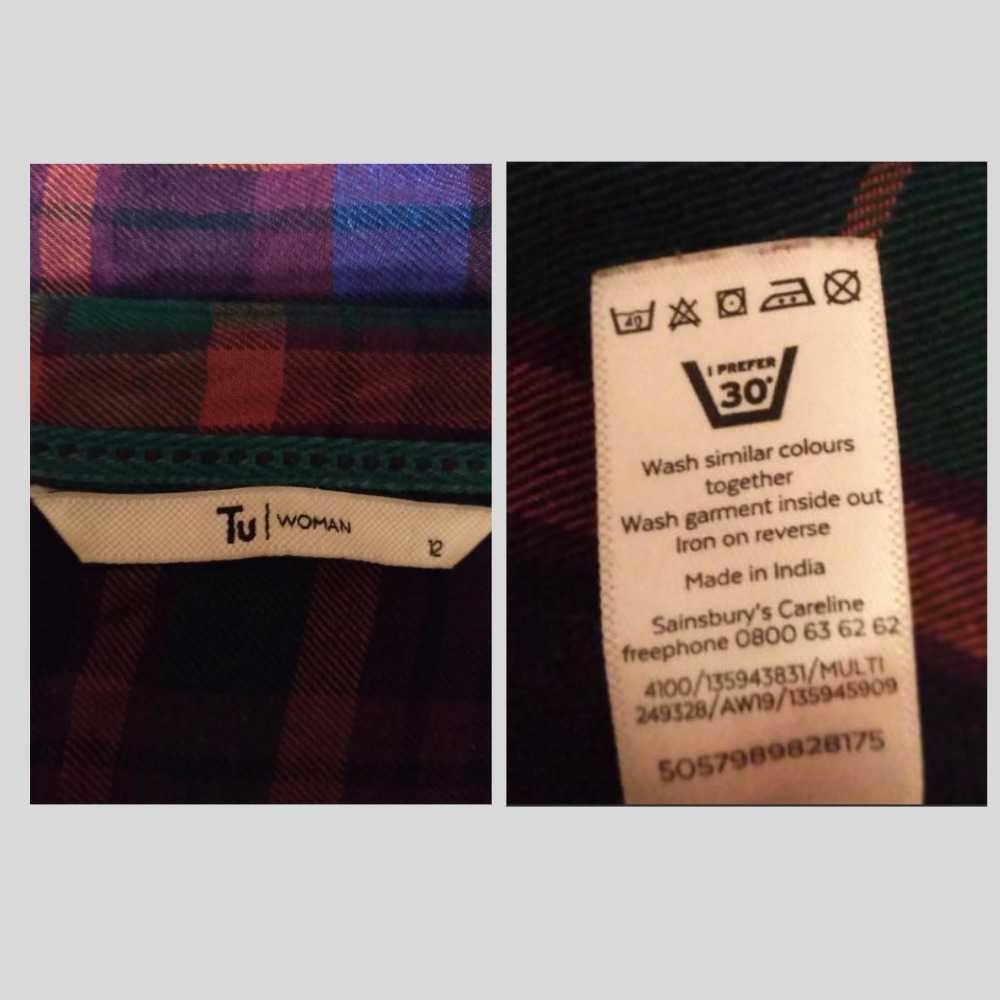 Tu | WOMAN
12
40
I PREFER
30°
Wash similar colours
together
Wash garment inside out
Iron on reverse
Made in India
Sainsbury's Careline
freephone 0800 63 62 62
4100/135943831/MULTI
249328/AW19/135945909
5057989828175